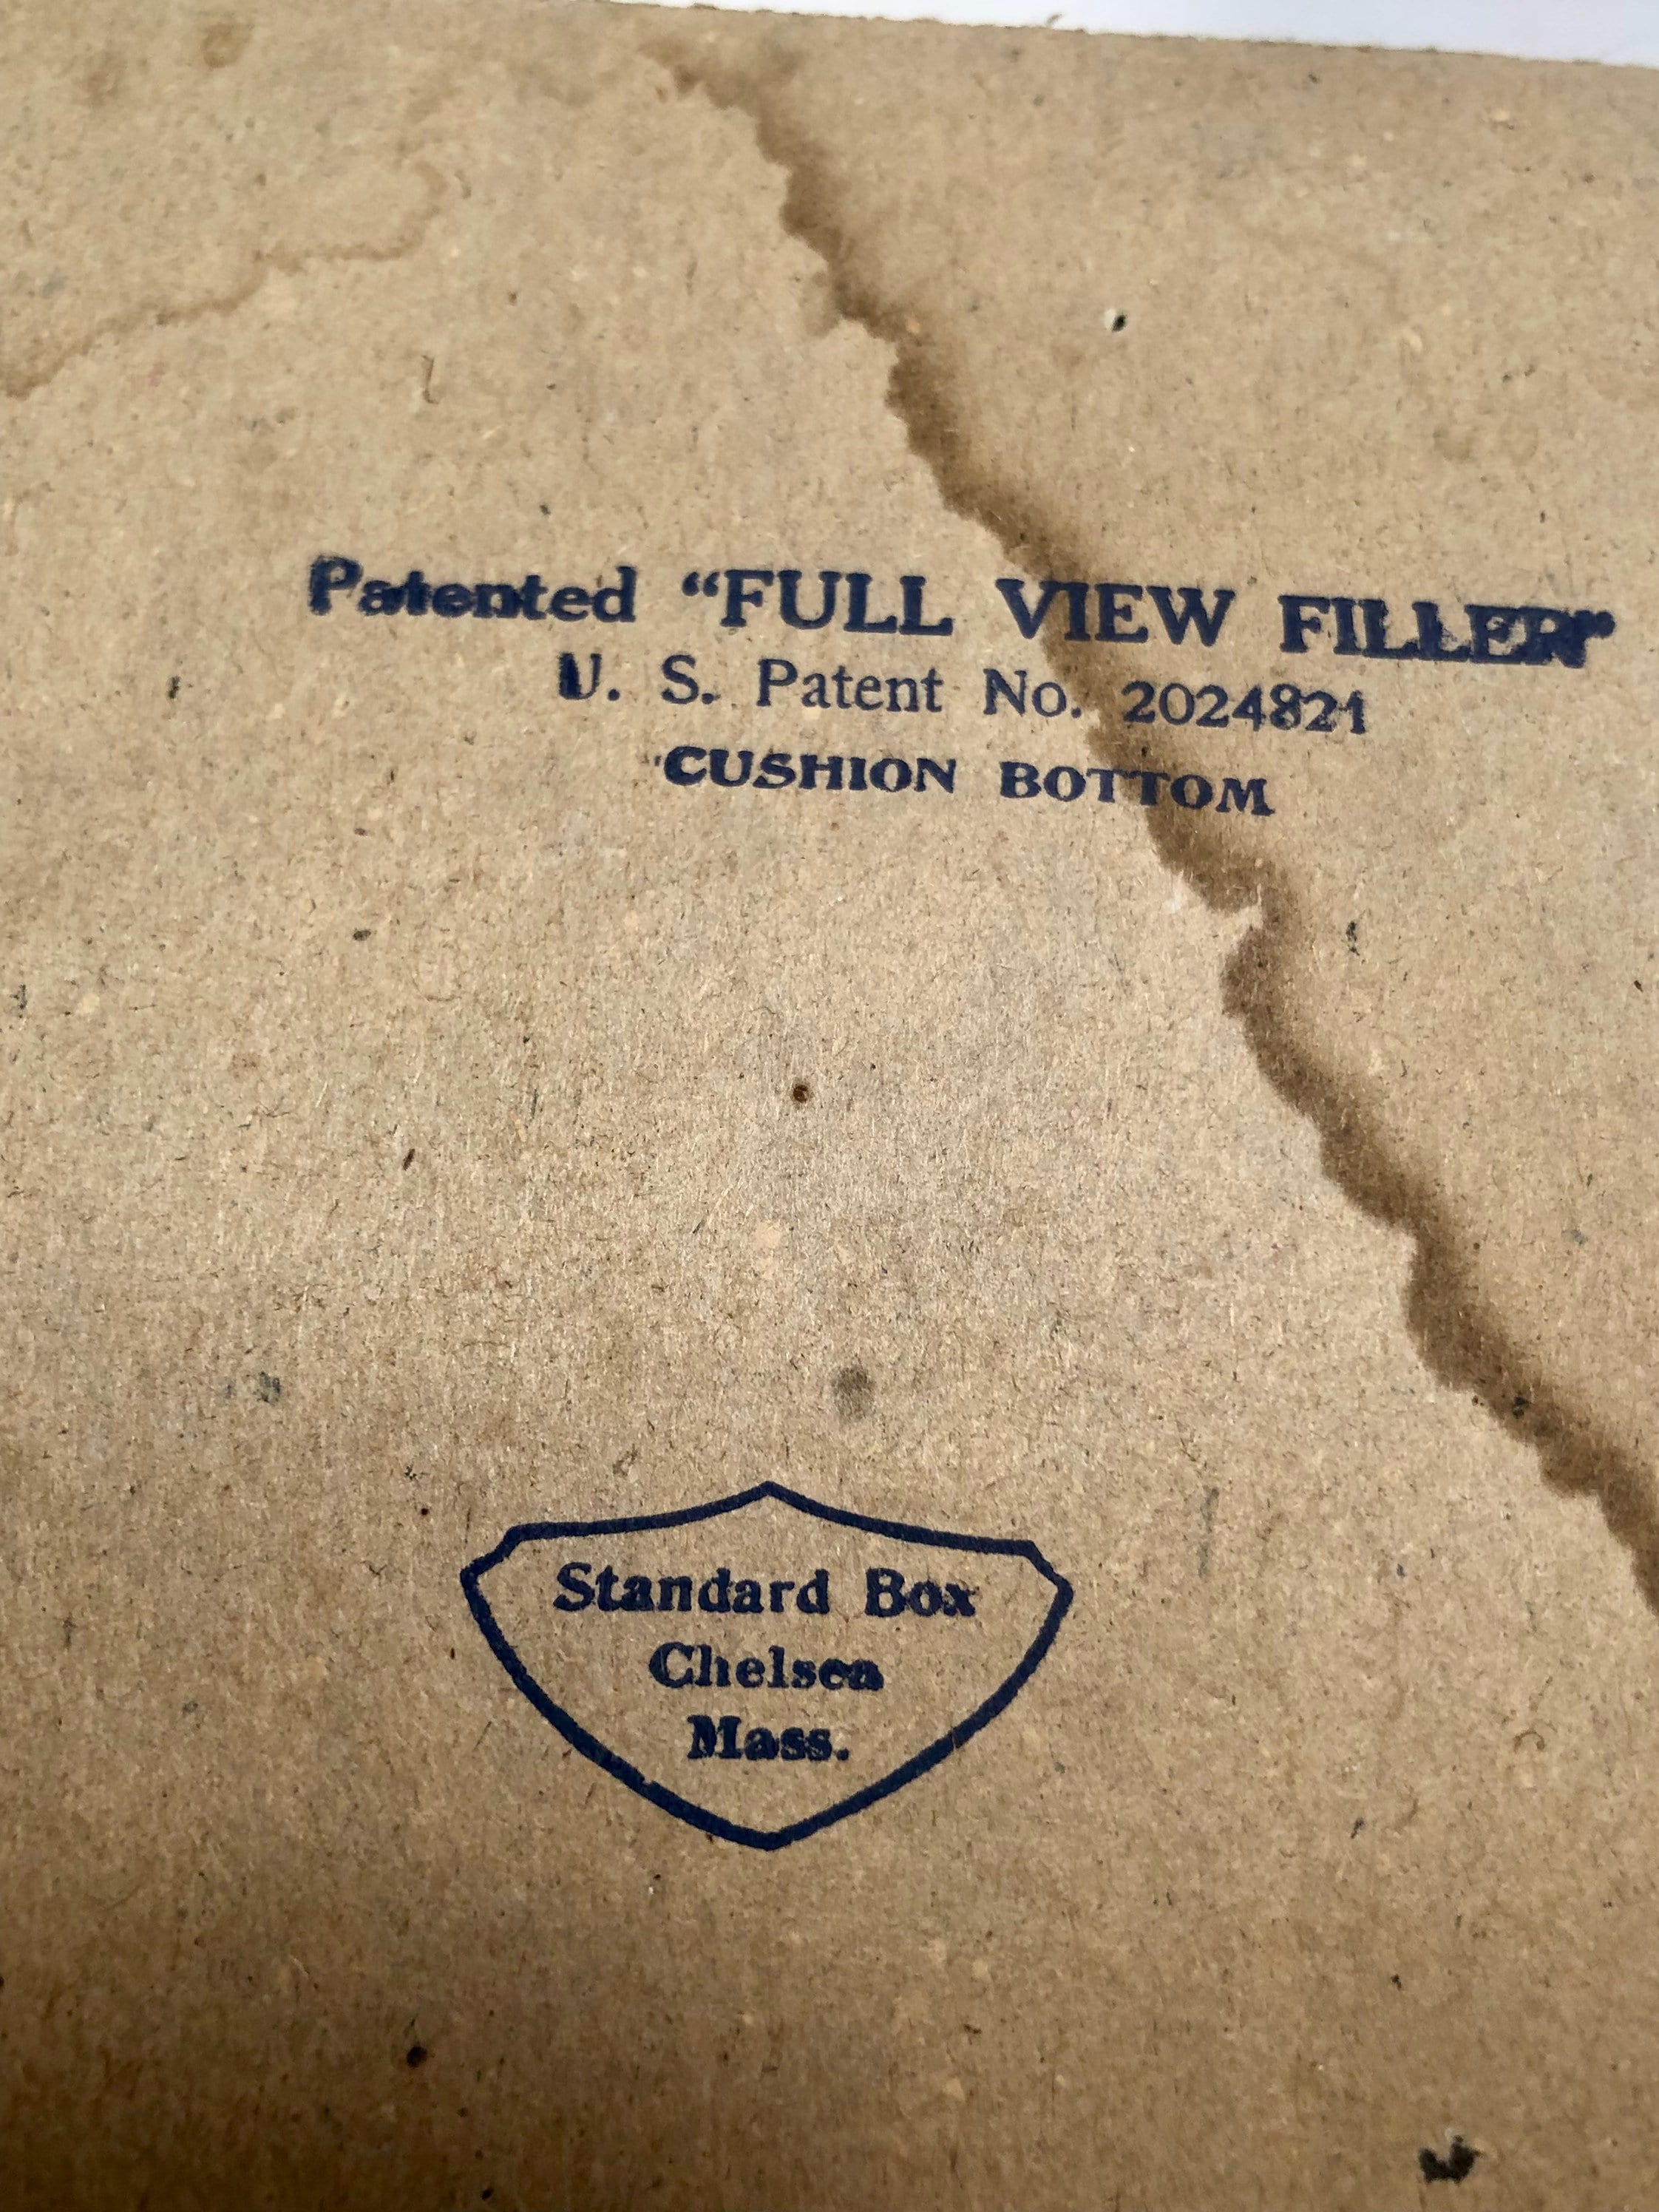 Patented “FULL VIEW FILLER”
U. S. Patent No. 2024821
CUSHION BOTTOM
Standard Box
Chelsea
Mass.